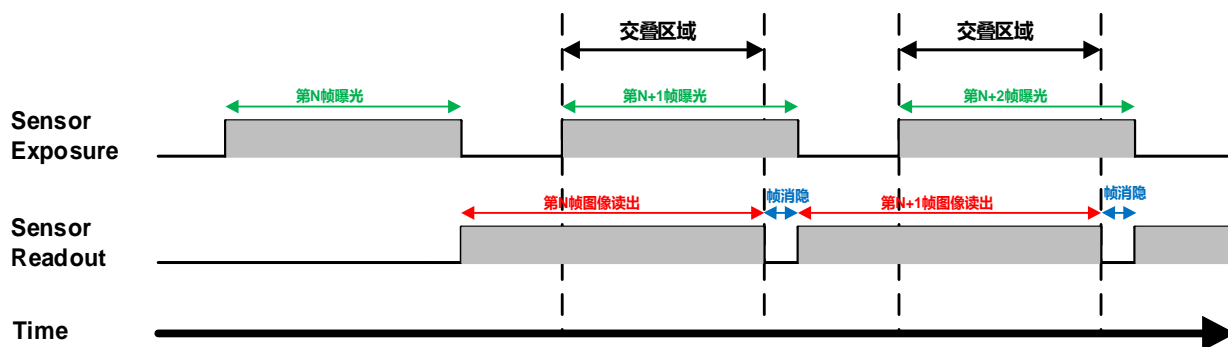 交叠区域 交叠区域
第N帧曝光 第N+1帧曝光 第N+2帧曝光
Sensor
Exposure
第N帧图像读出 帧消隐 第N+1帧图像读出 帧消隐
Sensor
Readout
Time